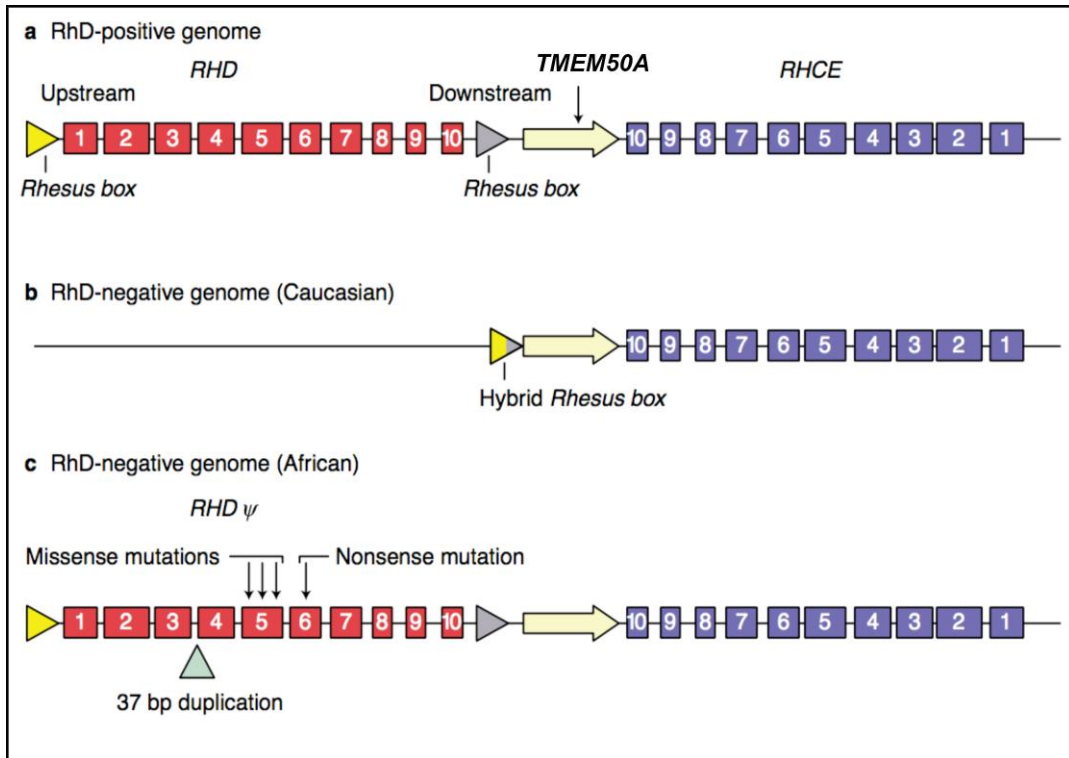 a RhD-positive genome
RHD TMEM50A RHCE
Upstream Downstream
1 2 3 4 5 6 7 8 9 10 10 9 8 7 6 5 4 3 2 1
Rhesus box Rhesus box
b RhD-negative genome (Caucasian)
10 9 8 7 6 5 4 3 2 1
Hybrid Rhesus box
c RhD-negative genome (African)
RHD ψ
Missense mutations Nonsense mutation
1 2 3 4 5 6 7 8 9 10 10 9 8 7 6 5 4 3 2 1
37 bp duplication